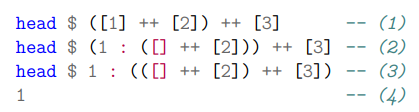 head $ ([1] ++ [2]) ++ [3] -- (1)
head $ (1 : ([] ++ [2])) ++ [3] -- (2)
head $ 1 : (([] ++ [2]) ++ [3]) -- (3)
1 -- (4)